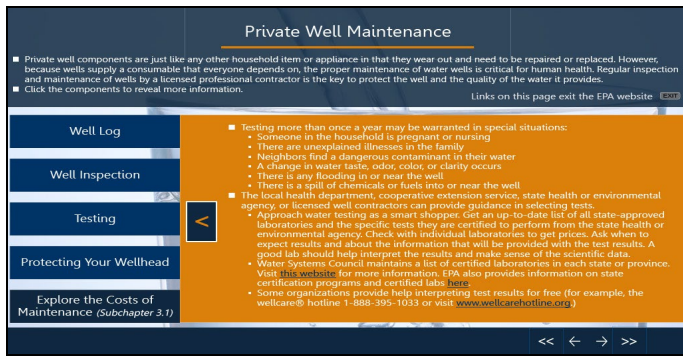 Private Well Maintenance
■ Private well components are just like any other household item or appliance in that they wear out and need to be repaired or replaced. However,
because wells supply a consumable that everyone depends on, the proper maintenance of water wells is critical for human health. Regular inspection
and maintenance of wells by a licensed professional contractor is the key to protect the well and the quality of the water it provides.
■ Click the components to reveal more information.
Links on this page exit the EPA website EXIT
Well Log
Well Inspection
Testing
Protecting Your Wellhead
Explore the Costs of
Maintenance (Subchapter 3.1)
<
■ Testing more than once a year may be warranted in special situations:
• Someone in the household is pregnant or nursing
• There are unexplained illnesses in the family
• Neighbors find a dangerous contaminant in their water
• A change in water taste, odor, color, or clarity occurs
• There is any flooding in or near the well
• There is a spill of chemicals or fuels into or near the well
■ The local health department, cooperative extension service, state health or environmental
agency, or licensed well contractors can provide guidance in selecting tests.
• Approach water testing as a smart shopper. Get an up-to-date list of all state-approved
laboratories and the specific tests they are certified to perform from the state health or
environmental agency. Check with individual laboratories to get prices. Ask when to
expect results and about the information that will be provided with the test results. A
good lab should help interpret the results and make sense of the scientific data.
• Water Systems Council maintains a list of certified laboratories in each state or province.
Visit this website for more information. EPA also provides information on state
certification programs and certified labs here.
• Some organizations provide help interpreting test results for free (for example, the
wellcare® hotline 1-888-395-1033 or visit www.wellcarehotline.org.)
<< ← → >>